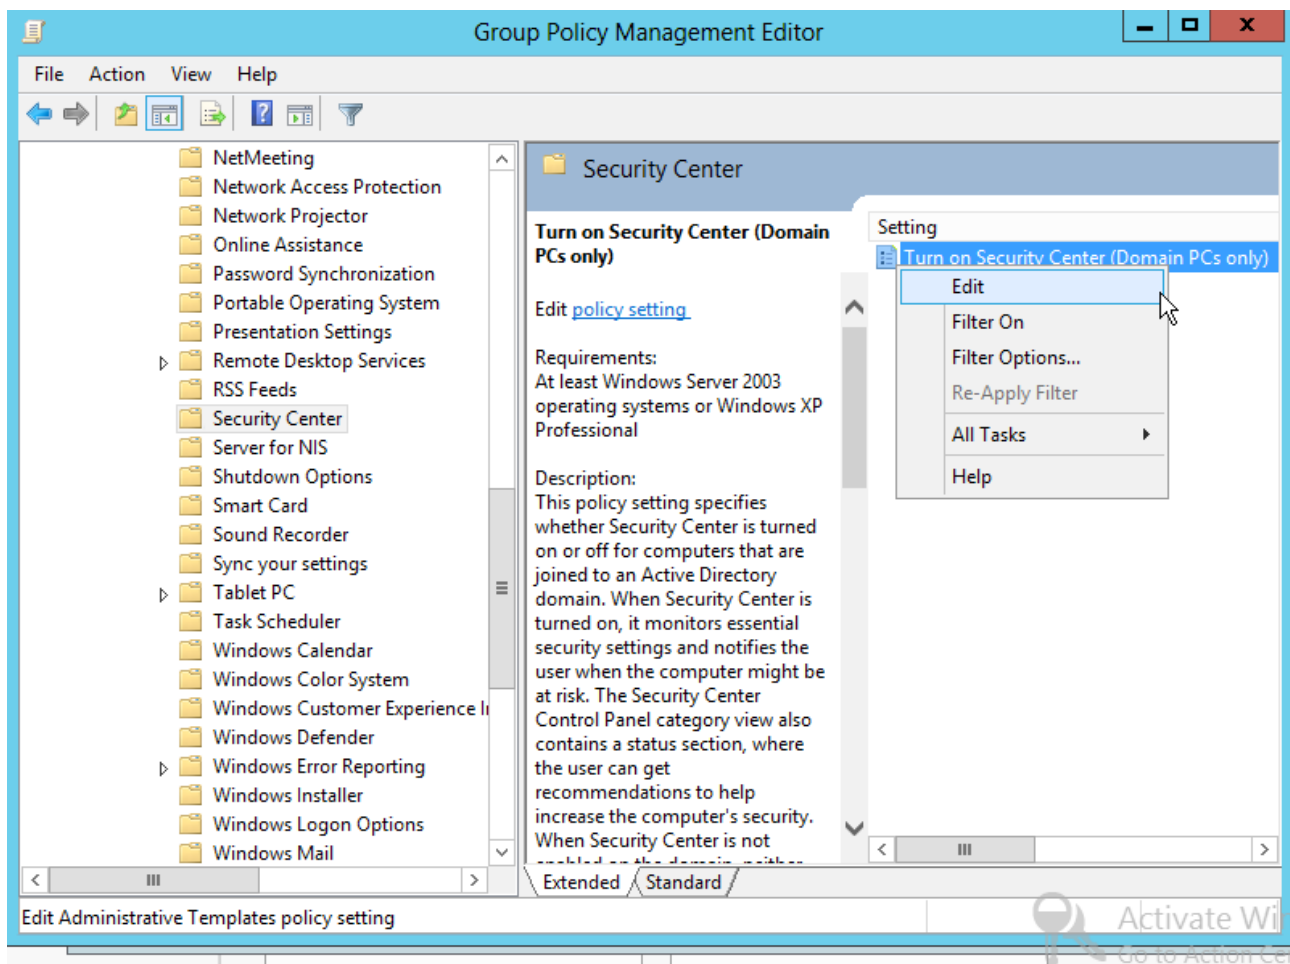 Group Policy Management Editor
File Action View Help
NetMeeting
Network Access Protection
Network Projector
Online Assistance
Password Synchronization
Portable Operating System
Presentation Settings
Remote Desktop Services
RSS Feeds
Security Center
Server for NIS
Shutdown Options
Smart Card
Sound Recorder
Sync your settings
Tablet PC
Task Scheduler
Windows Calendar
Windows Color System
Windows Customer Experience I
Windows Defender
Windows Error Reporting
Windows Installer
Windows Logon Options
Windows Mail
Security Center
Turn on Security Center (Domain
PCs only)
Edit policy setting
Requirements:
At least Windows Server 2003
operating systems or Windows XP
Professional
Description:
This policy setting specifies
whether Security Center is turned
on or off for computers that are
joined to an Active Directory
domain. When Security Center is
turned on, it monitors essential
security settings and notifies the
user when the computer might be
at risk. The Security Center
Control Panel category view also
contains a status section, where
the user can get
recommendations to help
increase the computer's security.
When Security Center is not
enabled on the domain, neither
Setting
Turn on Security Center (Domain PCs only)
Edit
Filter On
Filter Options...
Re-Apply Filter
All Tasks
Help
Extended Standard
Edit Administrative Templates policy setting
Activate Wi
Go to Action Ce